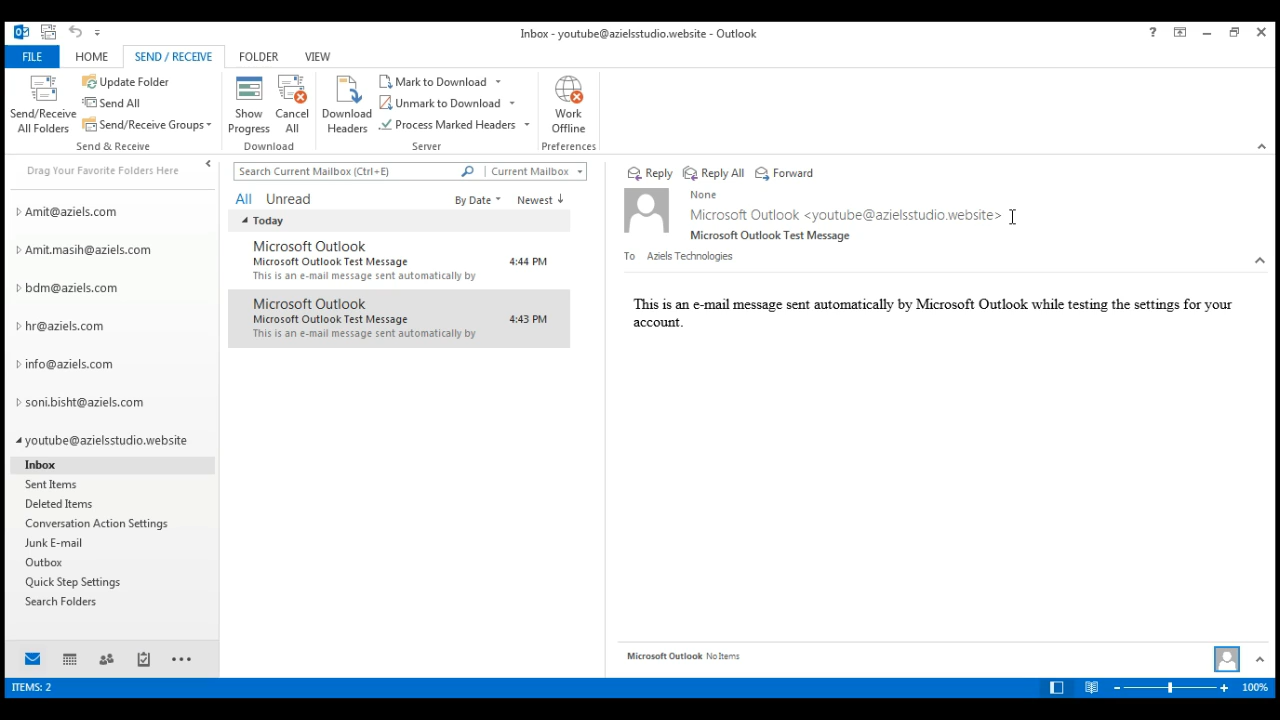 Inbox - youtube@azielsstudio.website - Outlook
?
FILE HOME SEND / RECEIVE FOLDER VIEW
Send/Receive All Folders
Update Folder
Send All
Send/Receive Groups
Send & Receive
Show Progress
Cancel All
Download
Download Headers
Mark to Download
Unmark to Download
Process Marked Headers
Server
Work Offline
Preferences
Drag Your Favorite Folders Here
Amit@aziels.com
Amit.masih@aziels.com
bdm@aziels.com
hr@aziels.com
info@aziels.com
soni.bisht@aziels.com
youtube@azielsstudio.website
Inbox
Sent Items
Deleted Items
Conversation Action Settings
Junk E-mail
Outbox
Quick Step Settings
Search Folders
Search Current Mailbox (Ctrl+E) Current Mailbox
All Unread By Date Newest
Today
Microsoft Outlook
Microsoft Outlook Test Message 4:44 PM
This is an e-mail message sent automatically by
Microsoft Outlook
Microsoft Outlook Test Message 4:43 PM
This is an e-mail message sent automatically by
Reply Reply All Forward
None
Microsoft Outlook <youtube@azielsstudio.website>
Microsoft Outlook Test Message
To Aziels Technologies
This is an e-mail message sent automatically by Microsoft Outlook while testing the settings for your
account.
Microsoft Outlook No Items
ITEMS: 2
100%